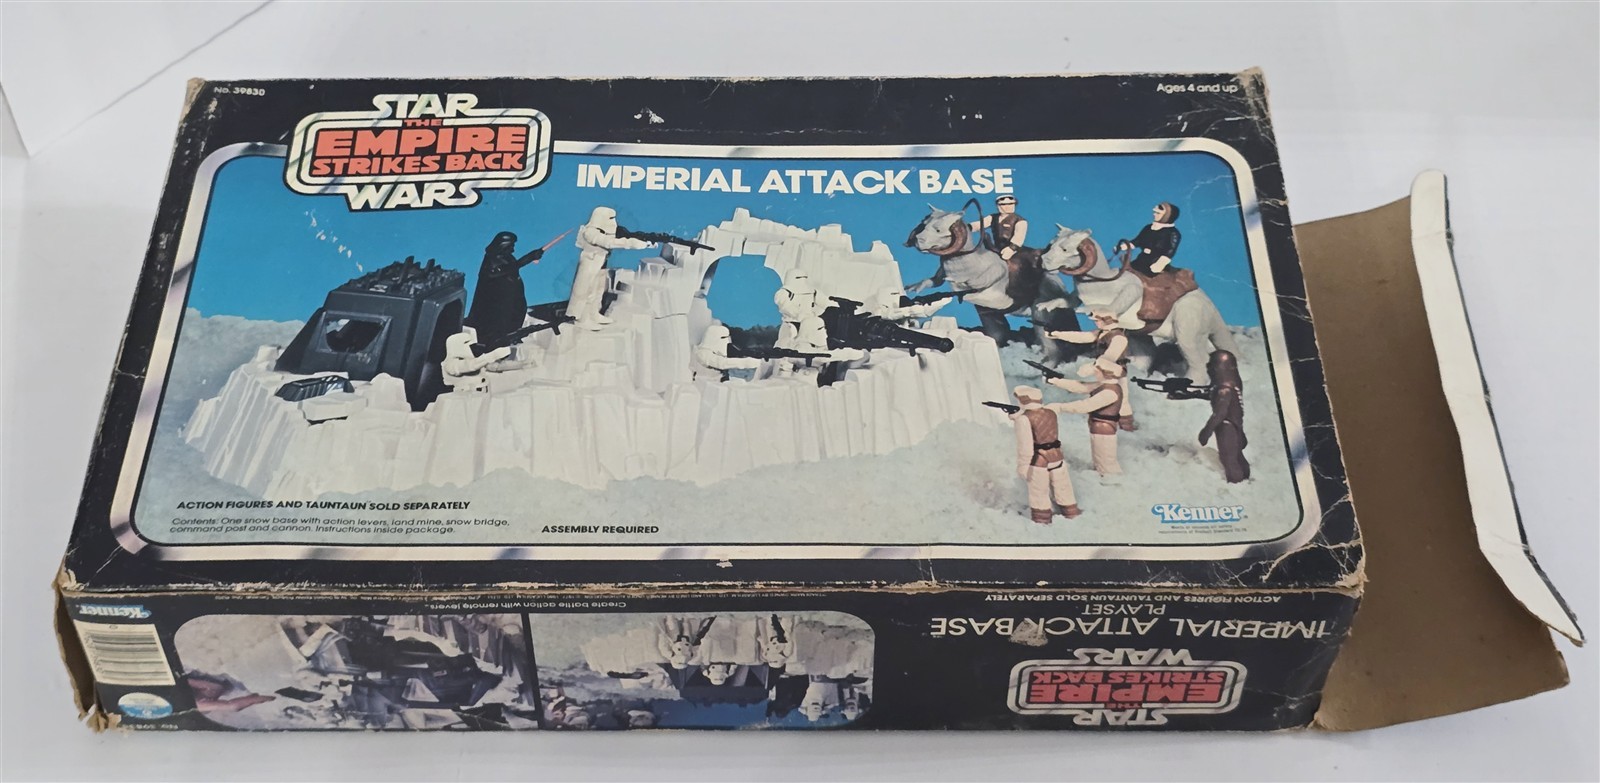 No. 39830
Ages 4 and up
STAR
THE
EMPIRE
STRIKES BACK
WARS
IMPERIAL ATTACK BASE
ACTION FIGURES AND TAUNTAUN SOLD SEPARATELY
Contents: One snow base with action levers, land mine, snow bridge,
command post and cannon. Instructions inside package.
ASSEMBLY REQUIRED
Kenner
STAR
THE
EMPIRE
STRIKES BACK
WARS
IMPERIAL ATTACK BASE
PLAYSET
ACTION FIGURES AND TAUNTAUN SOLD SEPARATELY
Create battle action with remote levers.
Kenner
No. 39830